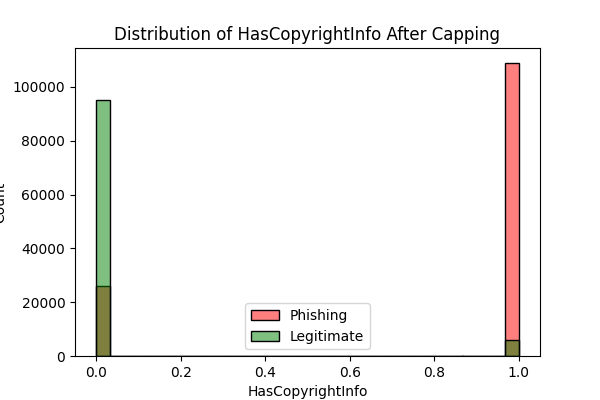 Distribution of HasCopyrightInfo After Capping
100000
80000
60000
40000
20000
0
Count
Phishing
Legitimate
0.0 0.2 0.4 0.6 0.8 1.0
HasCopyrightInfo